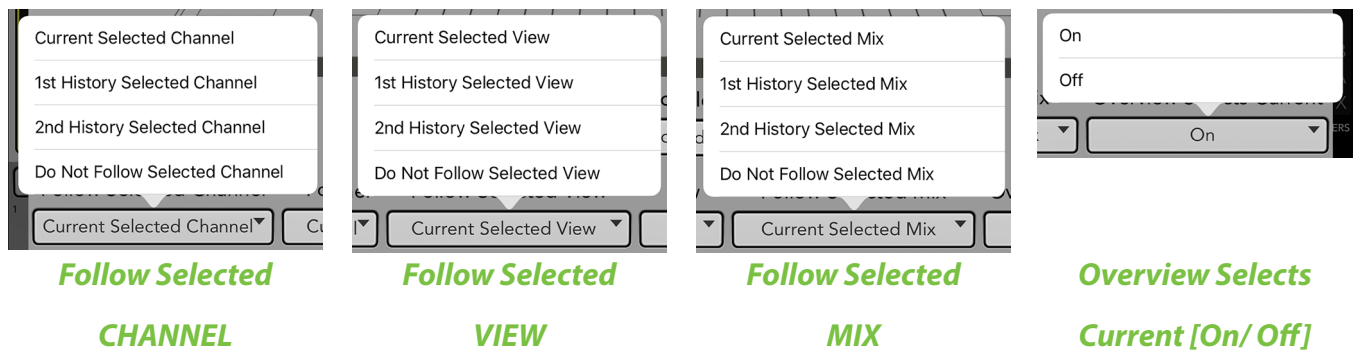 Current Selected Channel
1st History Selected Channel
2nd History Selected Channel
Do Not Follow Selected Channel
Current Selected Channel
Follow Selected
CHANNEL
Current Selected View
1st History Selected View
2nd History Selected View
Do Not Follow Selected View
Current Selected View
Follow Selected
VIEW
Current Selected Mix
1st History Selected Mix
2nd History Selected Mix
Do Not Follow Selected Mix
Current Selected Mix
Follow Selected
MIX
On
Off
On
ERS
Overview Selects
Current [On/ Off]